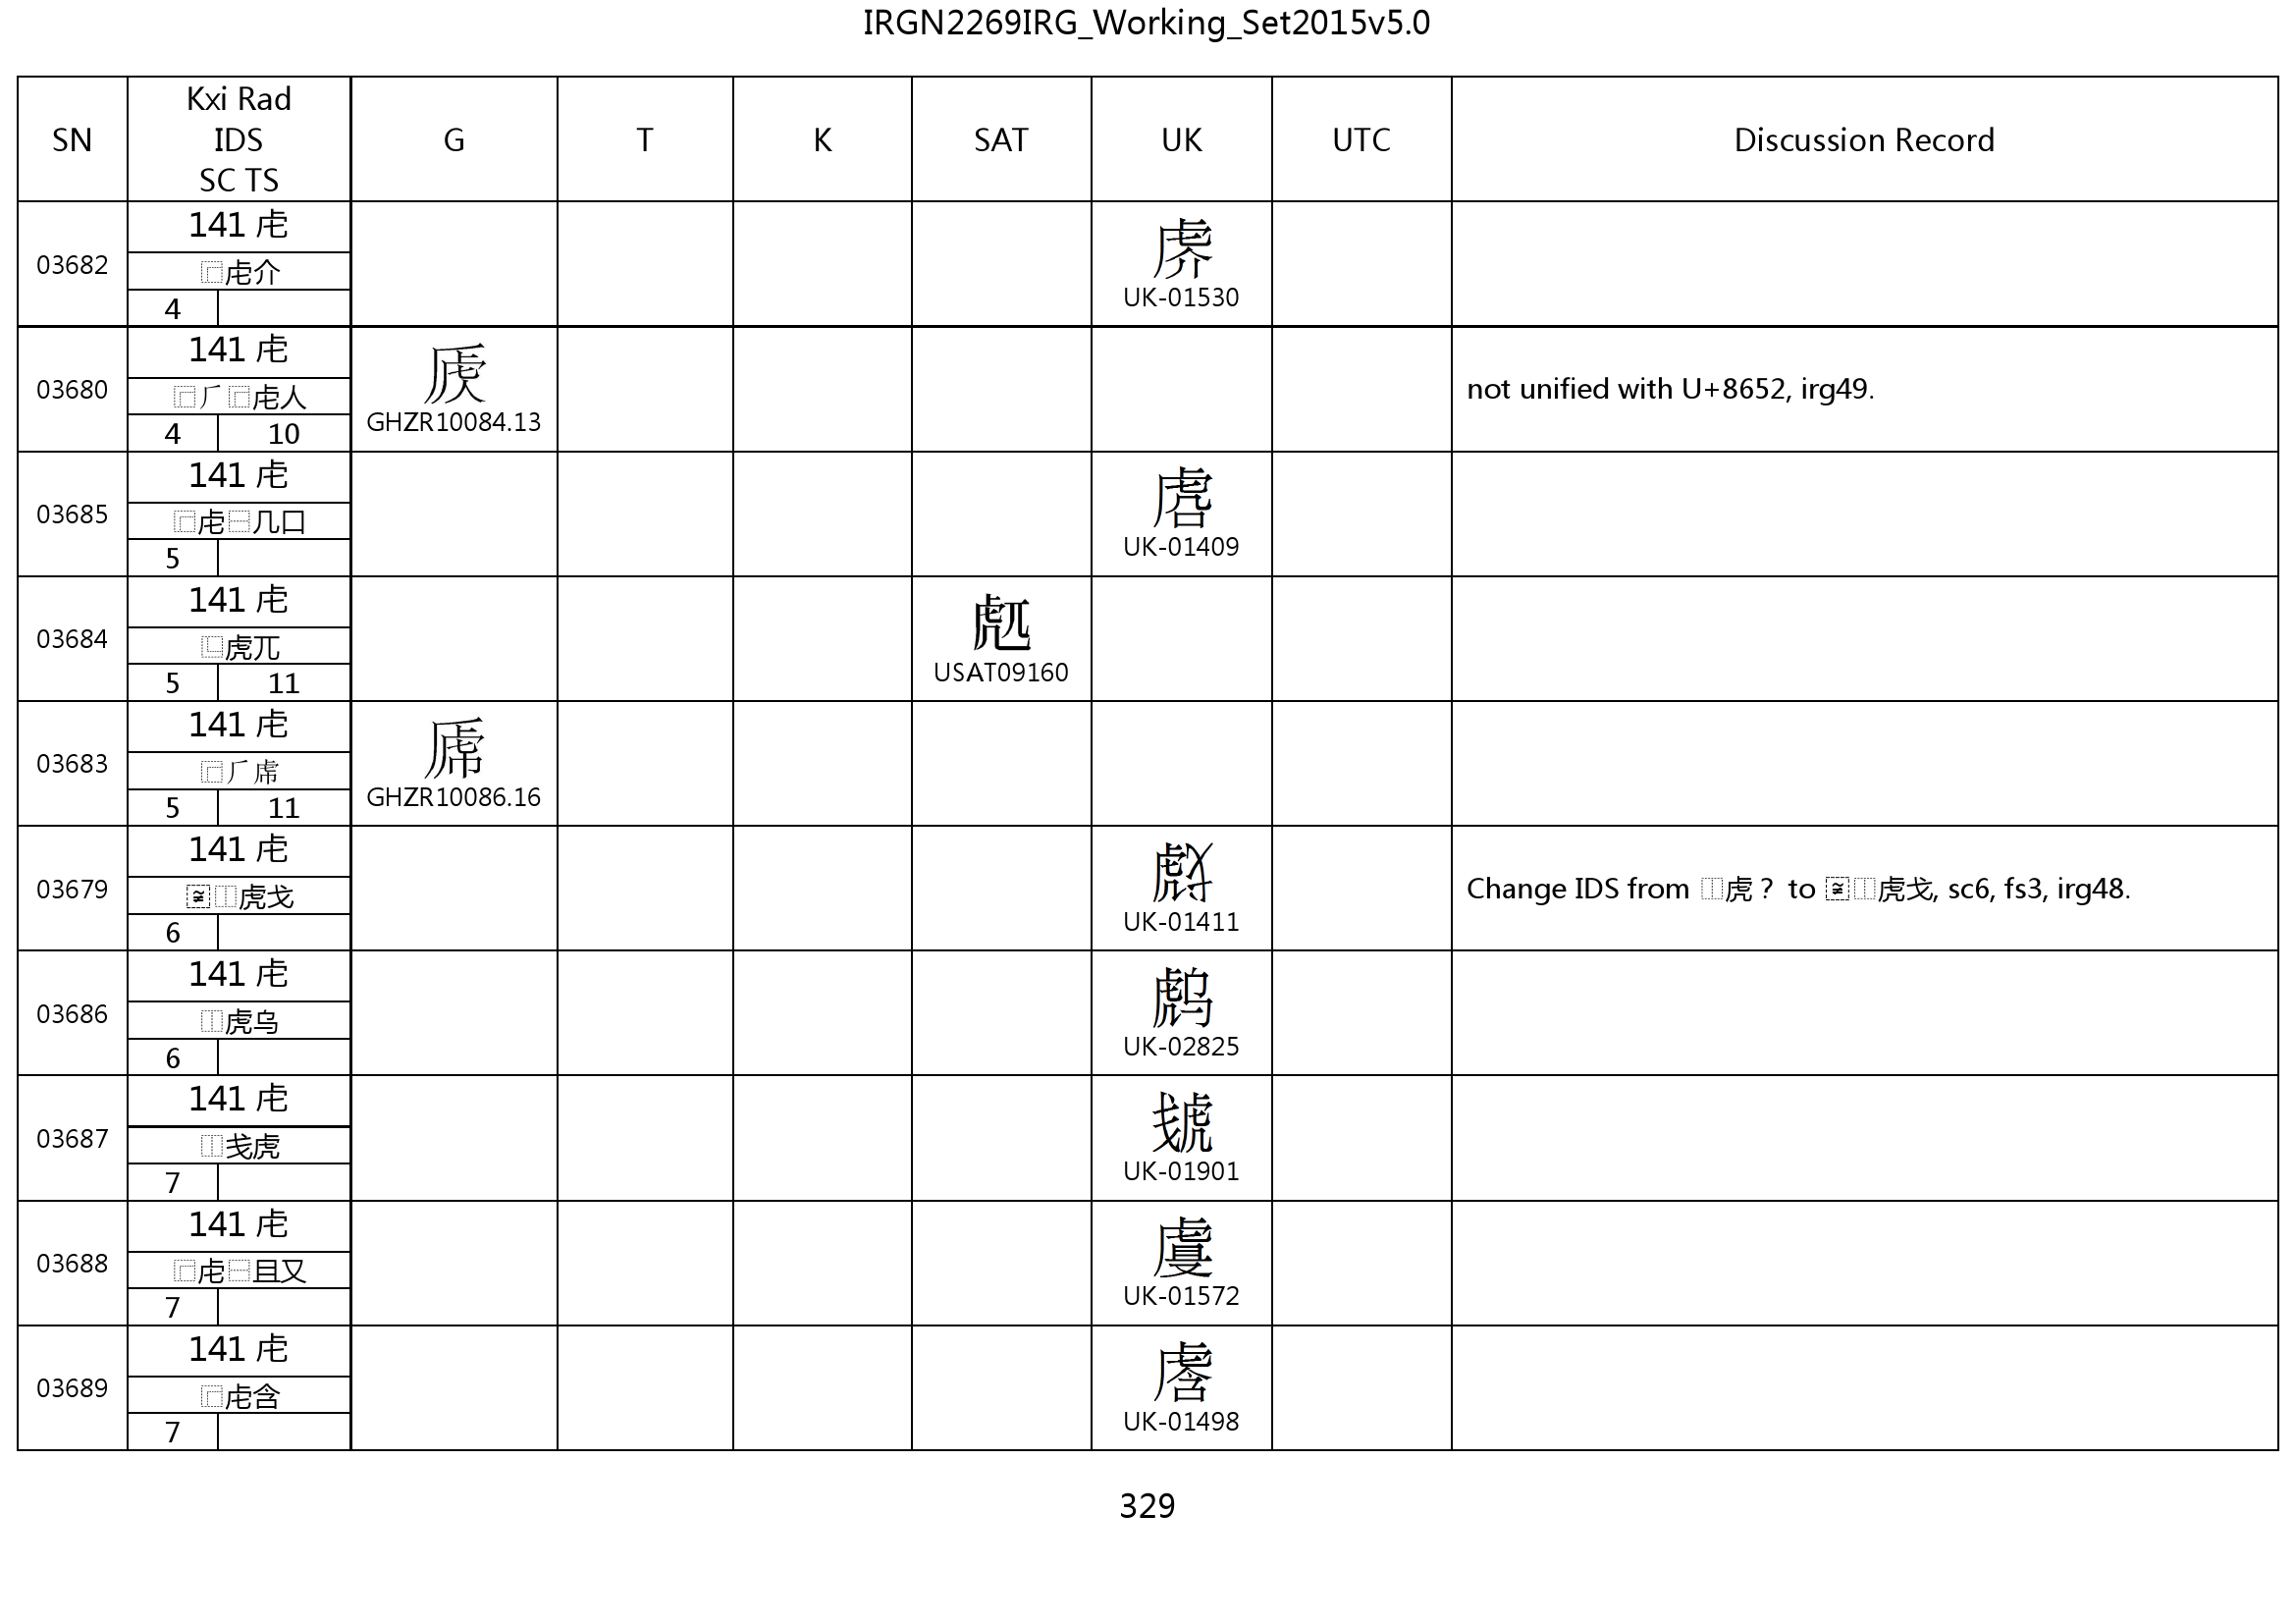 IRGN2269IRG_Working_Set2015v5.0
SN Kxi Rad IDS SC TS G T K SAT UK UTC Discussion Record
03682
141 虍
⿸虍介
4
UK-01530
03680
141 虍
⿸⺁⿸虍人
4 10
GHZR10084.13
not unified with U+8652, irg49.
03685
141 虍
⿸虍⿱几口
5
UK-01409
03684
141 虍
⿺虎兀
5 11
USAT09160
03683
141 虍
5 11
GHZR10086.16
03679
141 虍
⿰虎戈
6
UK-01411
Change IDS from ⿰虎？ to ⿰虎戈, sc6, fs3, irg48.
03686
141 虍
⿰虎乌
6
UK-02825
03687
141 虍
⿰戋虎
7
UK-01901
03688
141 虍
⿸虍⿱且又
7
UK-01572
03689
141 虍
⿸虍含
7
UK-01498
329